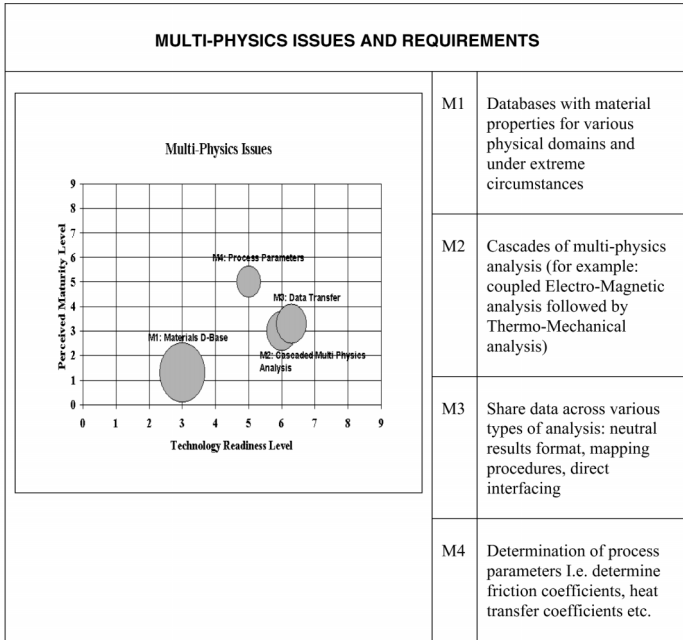 MULTI-PHYSICS ISSUES AND REQUIREMENTS
Multi-Physics Issues
Perceived Maturity Level
9
8
7
6
5
4
3
2
1
0
M4: Process Parameters
M3: Data Transfer
M1: Materials D-Base
M2: Cascaded Multi Physics
Analysis
0 1 2 3 4 5 6 7 8 9
Technology Readiness Level
M1
Databases with material
properties for various
physical domains and
under extreme
circumstances
M2
Cascades of multi-physics
analysis (for example:
coupled Electro-Magnetic
analysis followed by
Thermo-Mechanical
analysis)
M3
Share data across various
types of analysis: neutral
results format, mapping
procedures, direct
interfacing
M4
Determination of process
parameters I.e. determine
friction coefficients, heat
transfer coefficients etc.